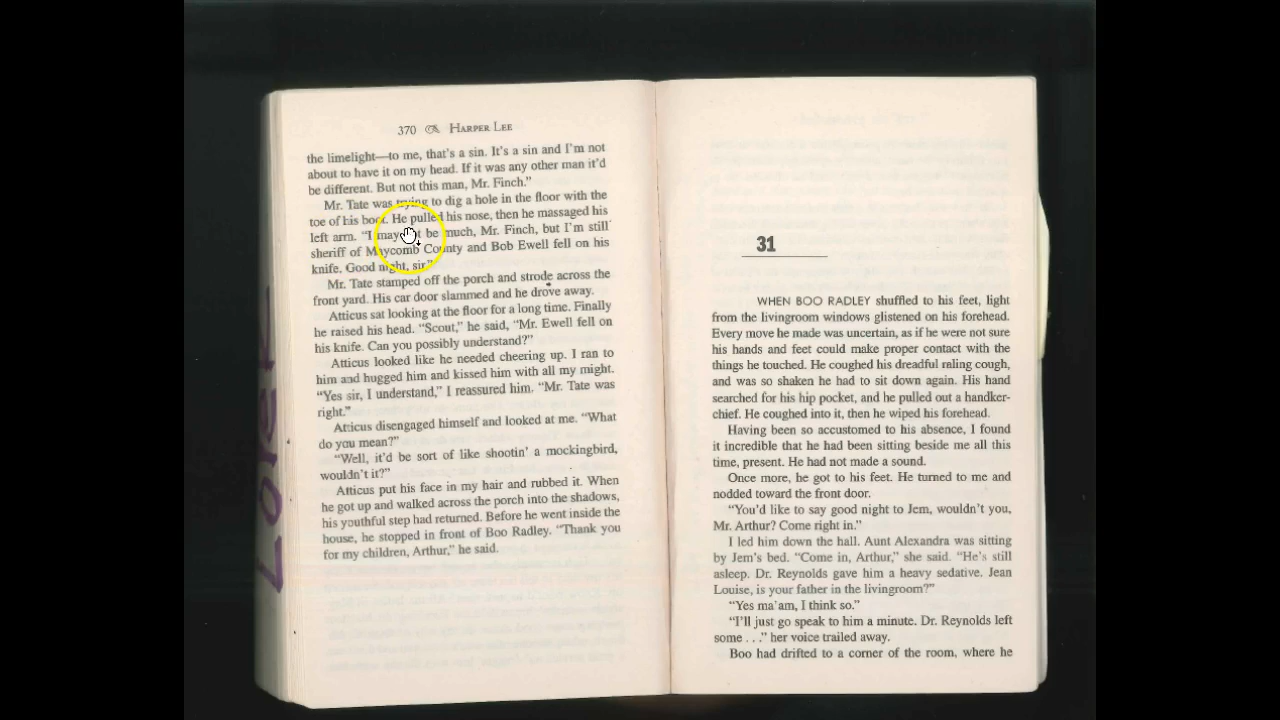 370 HARPER LEE
the limelight—to me, that's a sin. It's a sin and I'm not
about to have it on my head. If it was any other man it'd
be different. But not this man, Mr. Finch."
Mr. Tate was trying to dig a hole in the floor with the
toe of his boot. He pulled his nose, then he massaged his
left arm. "I may not be much, Mr. Finch, but I'm still
sheriff of Maycomb County and Bob Ewell fell on his
knife. Good night, sir."
Mr. Tate stamped off the porch and strode across the
front yard. His car door slammed and he drove away.
Atticus sat looking at the floor for a long time. Finally
he raised his head. "Scout," he said, "Mr. Ewell fell on
his knife. Can you possibly understand?"
Atticus looked like he needed cheering up. I ran to
him and hugged him and kissed him with all my might.
"Yes sir, I understand," I reassured him. "Mr. Tate was
right."
Atticus disengaged himself and looked at me. "What
do you mean?"
"Well, it'd be sort of like shootin' a mockingbird,
wouldn't it?"
Atticus put his face in my hair and rubbed it. When
he got up and walked across the porch into the shadows,
his youthful step had returned. Before he went inside the
house, he stopped in front of Boo Radley. "Thank you
for my children, Arthur," he said.
31
WHEN BOO RADLEY shuffled to his feet, light
from the livingroom windows glistened on his forehead.
Every move he made was uncertain, as if he were not sure
his hands and feet could make proper contact with the
things he touched. He coughed his dreadful raling cough,
and was so shaken he had to sit down again. His hand
searched for his hip pocket, and he pulled out a handker-
chief. He coughed into it, then he wiped his forehead.
Having been so accustomed to his absence, I found
it incredible that he had been sitting beside me all this
time, present. He had not made a sound.
Once more, he got to his feet. He turned to me and
nodded toward the front door.
"You'd like to say good night to Jem, wouldn't you,
Mr. Arthur? Come right in."
I led him down the hall. Aunt Alexandra was sitting
by Jem's bed. "Come in, Arthur," she said. "He's still
asleep. Dr. Reynolds gave him a heavy sedative. Jean
Louise, is your father in the livingroom?"
"Yes ma'am, I think so."
"I'll just go speak to him a minute. Dr. Reynolds left
some . . ." her voice trailed away.
Boo had drifted to a corner of the room, where he